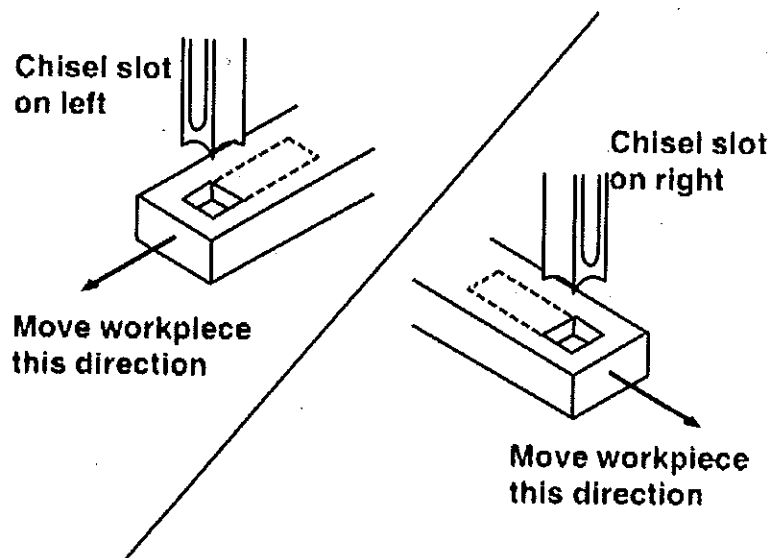 Chisel slot
on left
Move workpiece
this direction
Chisel slot
on right
Move workpiece
this direction